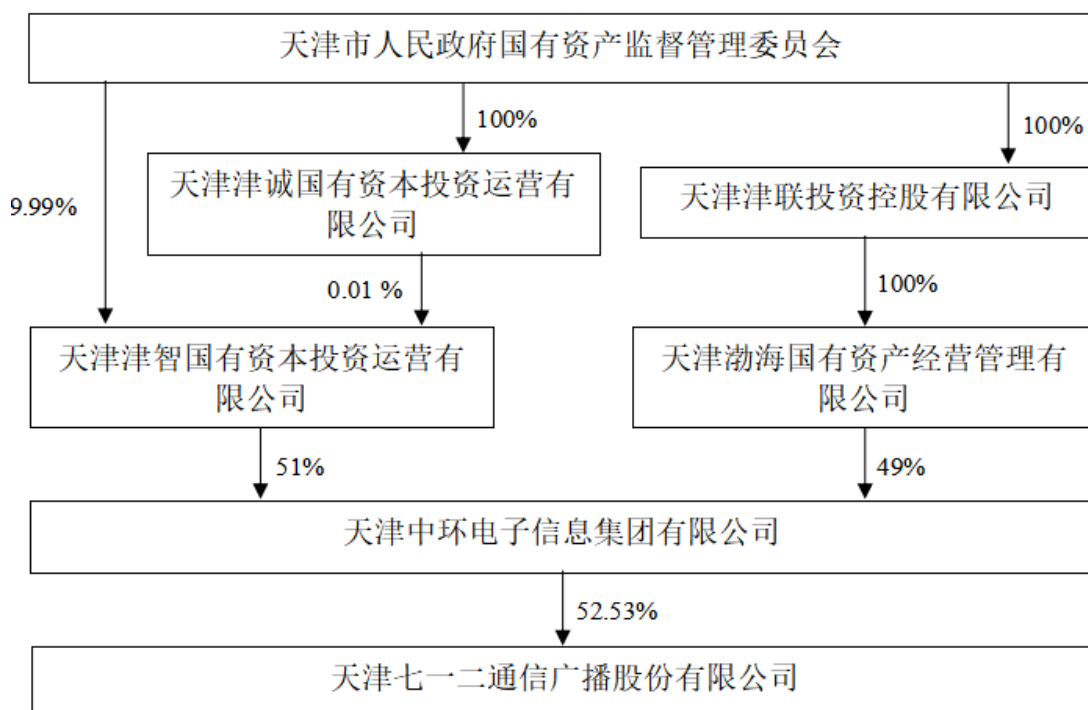 天津市人民政府国有资产监督管理委员会
100%
100%
天津津诚国有资本投资运营有
限公司
天津津联投资控股有限公司
9.99%
0.01 %
100%
天津津智国有资本投资运营有
限公司
天津渤海国有资产经营管理有
限公司
51%
49%
天津中环电子信息集团有限公司
52.53%
天津七一二通信广播股份有限公司